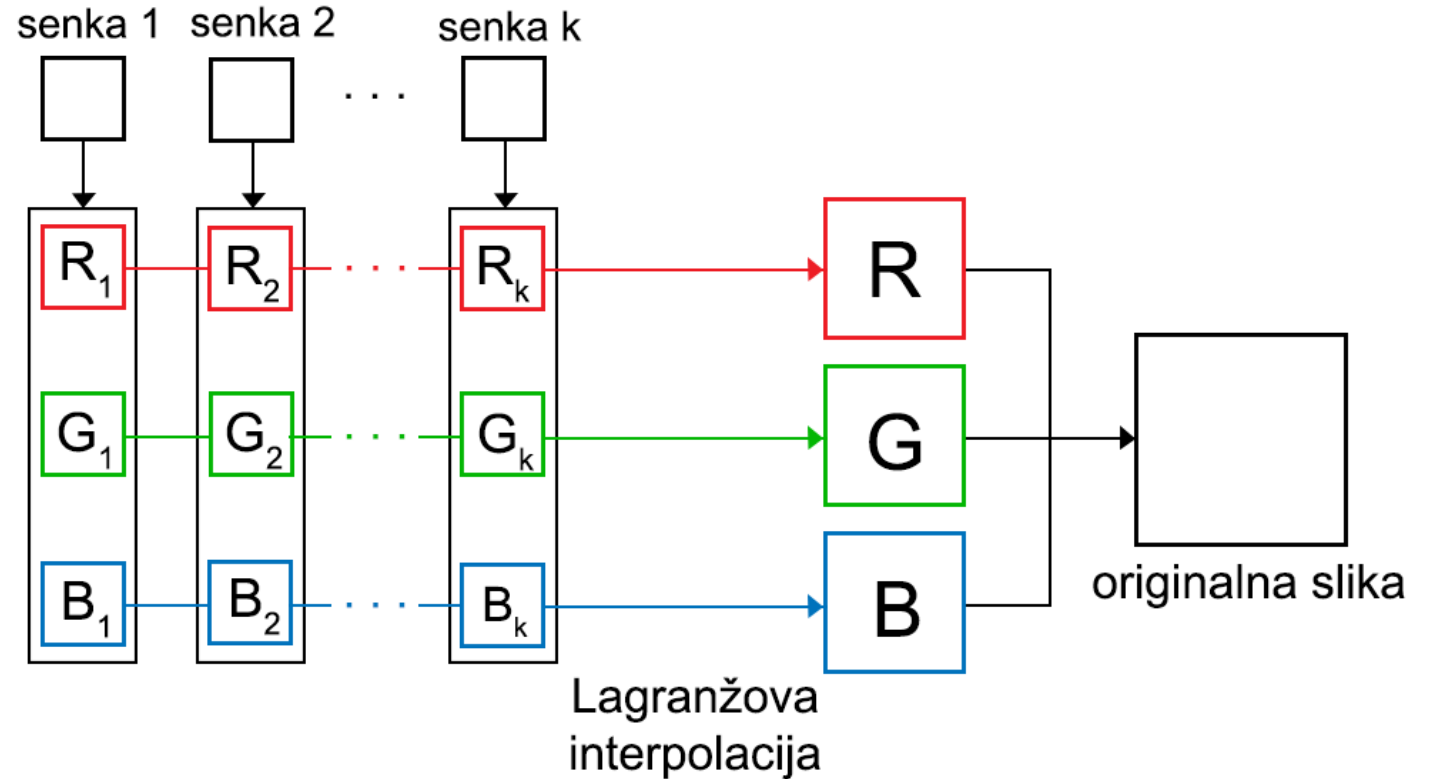 senka 1 senka 2 . . . senka k
R1 R2 . . . Rk R
G1 G2 . . . Gk G
B1 B2 . . . Bk B
originalna slika
Lagranžova
interpolacija